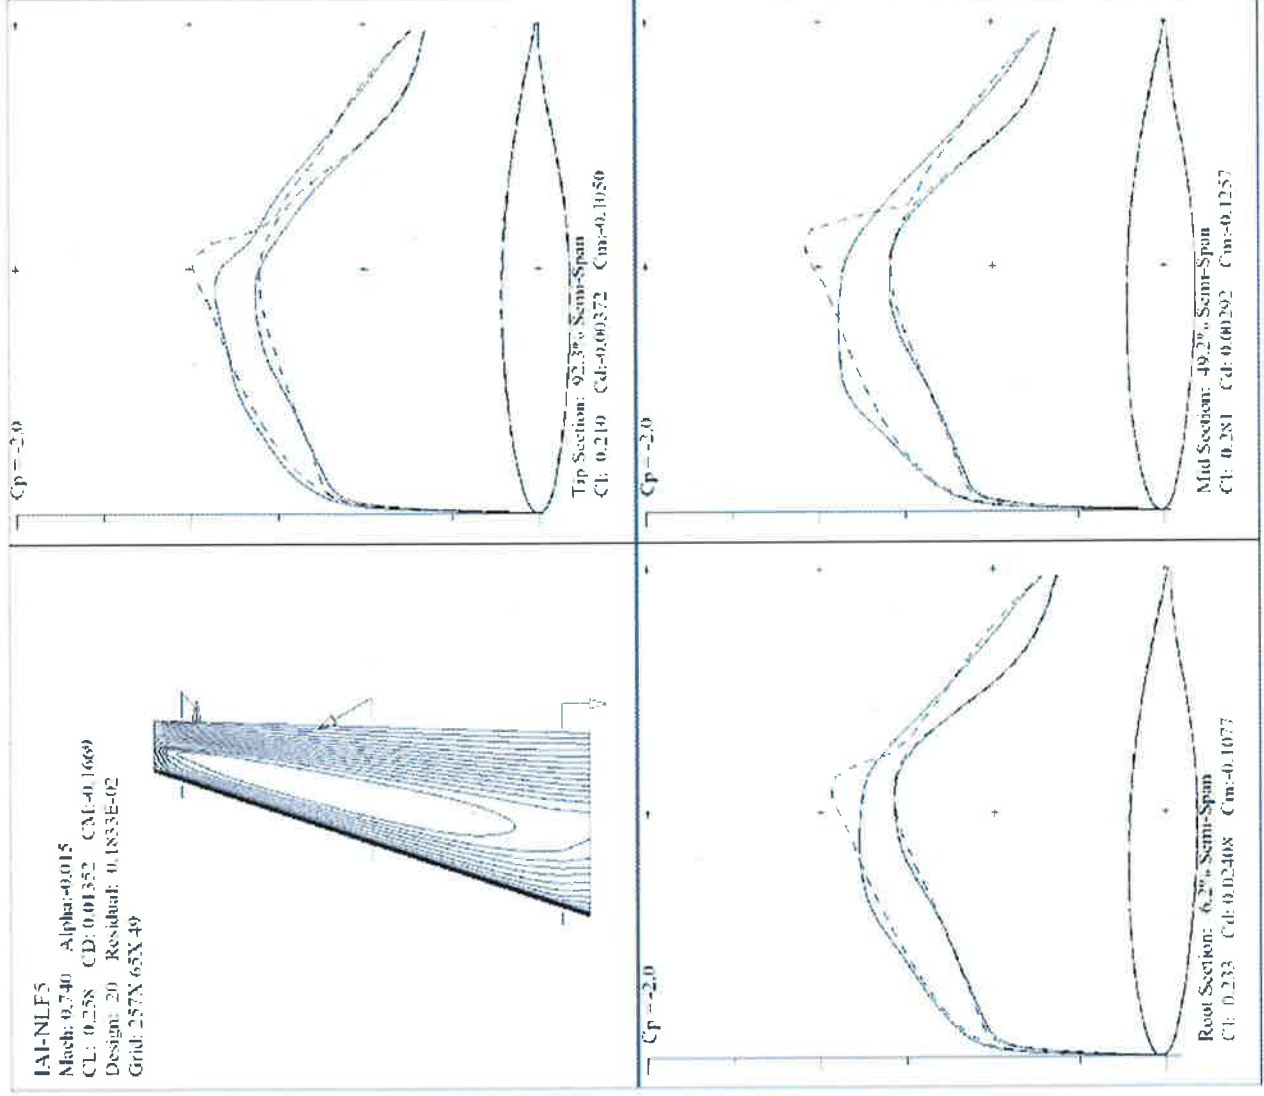 IAI-NLF5
Mach: 0.740 Alpha:-0.015
CL: 0.258 CD: 0.01352 CM:-0.1669
Design: 20 Residual: 0.1833E-02
Grid: 257X 65X 49
Cp = -2.0
Tip Section: 92.3% Semi-Span
Cl: 0.210 Cd:-0.00372 Cm:-0.1050
Cp = -2.0
Root Section: 6.2% Semi-Span
Cl: 0.233 Cd: 0.02408 Cm:-0.1077
Cp = -2.0
Mid Section: 49.2% Semi-Span
Cl: 0.281 Cd: 0.00292 Cm:-0.1257